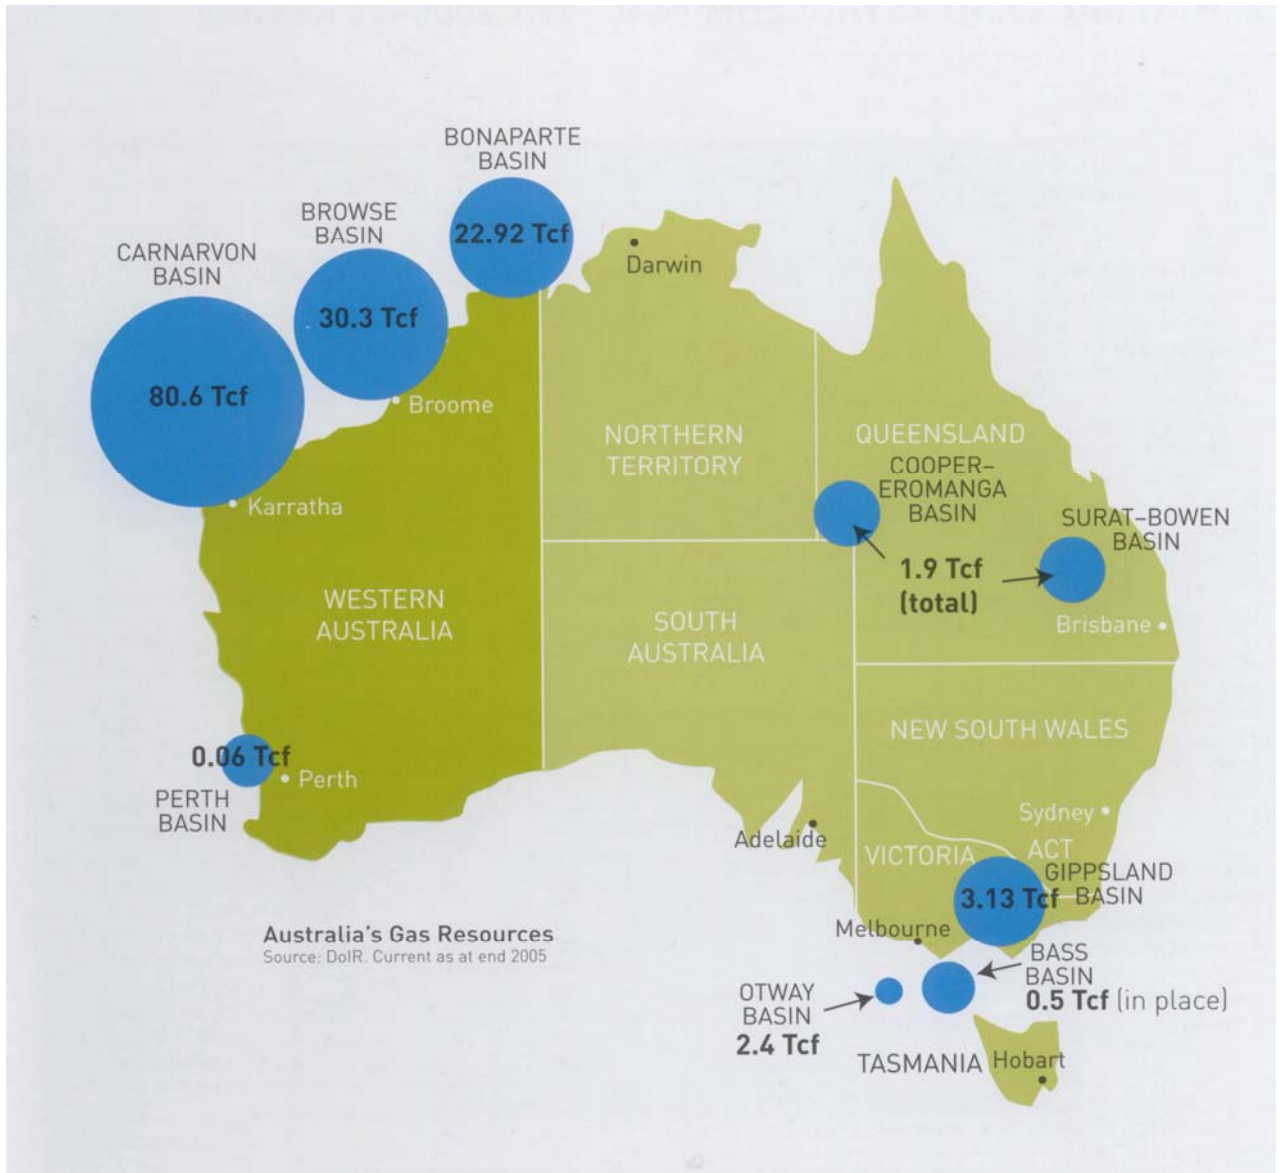 BONAPARTE
BASIN
22.92 Tcf
BROWSE
BASIN
30.3 Tcf
CARNARVON
BASIN
80.6 Tcf
Darwin
Broome
Karratha
NORTHERN
TERRITORY
QUEENSLAND
COOPER–
EROMANGA
BASIN
SURAT–BOWEN
BASIN
1.9 Tcf
(total)
WESTERN
AUSTRALIA
SOUTH
AUSTRALIA
Brisbane
NEW SOUTH WALES
0.06 Tcf
Perth
PERTH
BASIN
Sydney
Adelaide
VICTORIA
ACT
GIPPSLAND
BASIN
3.13 Tcf
Melbourne
Australia's Gas Resources
Source: DoIR. Current as at end 2005
BASS
BASIN
0.5 Tcf (in place)
OTWAY
BASIN
2.4 Tcf
TASMANIA
Hobart